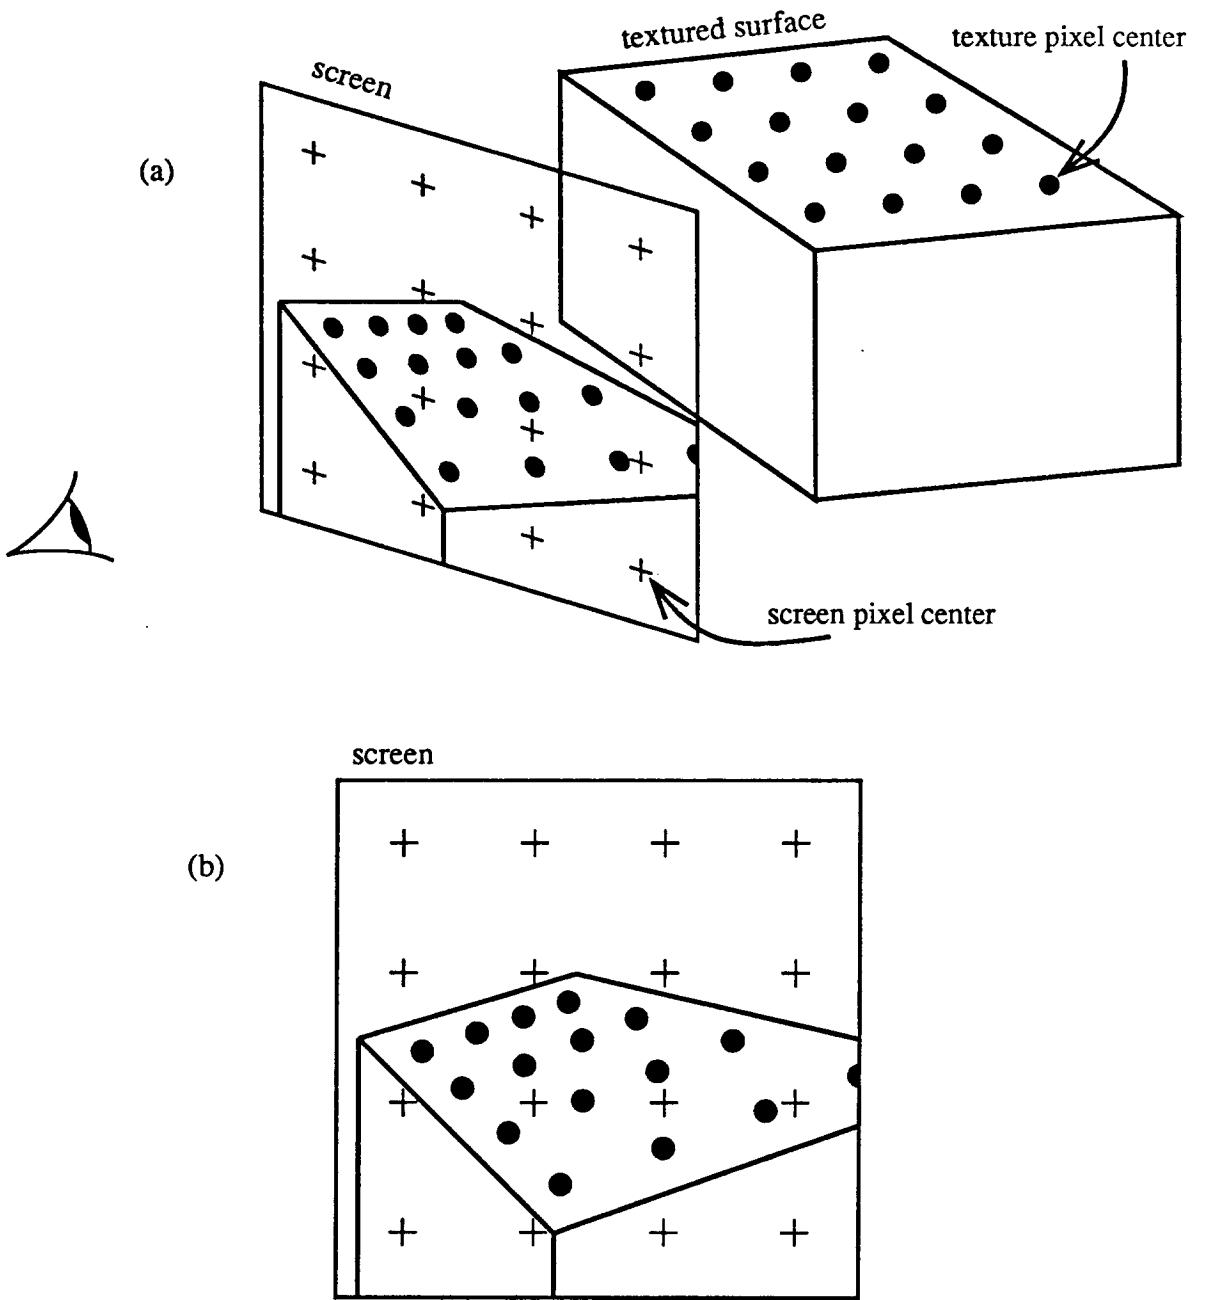 textured surface
texture pixel center
screen
(a)
screen pixel center
screen
(b)